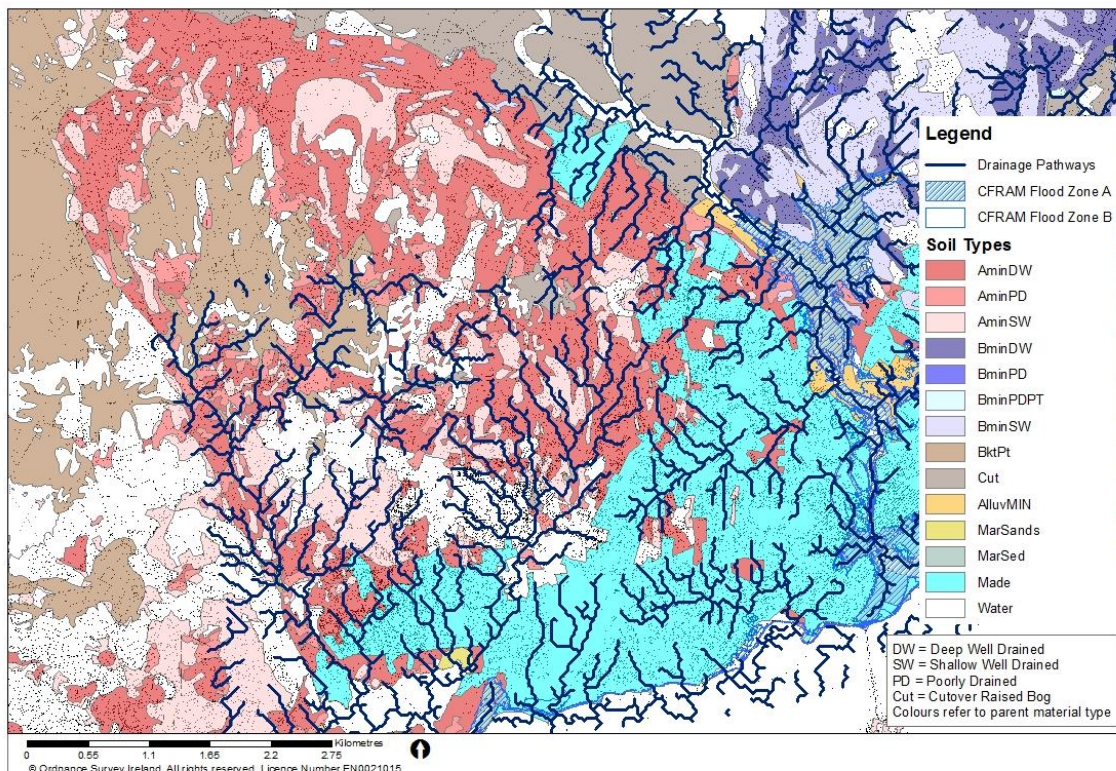 Legend
Drainage Pathways
CFRAM Flood Zone A
CFRAM Flood Zone B
Soil Types
AminDW
AminPD
AminSW
BminDW
BminPD
BminPDPT
BminSW
BktPt
Cut
AlluvMIN
MarSands
MarSed
Made
Water
DW = Deep Well Drained
SW = Shallow Well Drained
PD = Poorly Drained
Cut = Cutover Raised Bog
Colours refer to parent material type
Kilometres
0 0.55 1.1 1.65 2.2 2.75
© Ordnance Survey Ireland. All rights reserved. Licence Number EN0021015